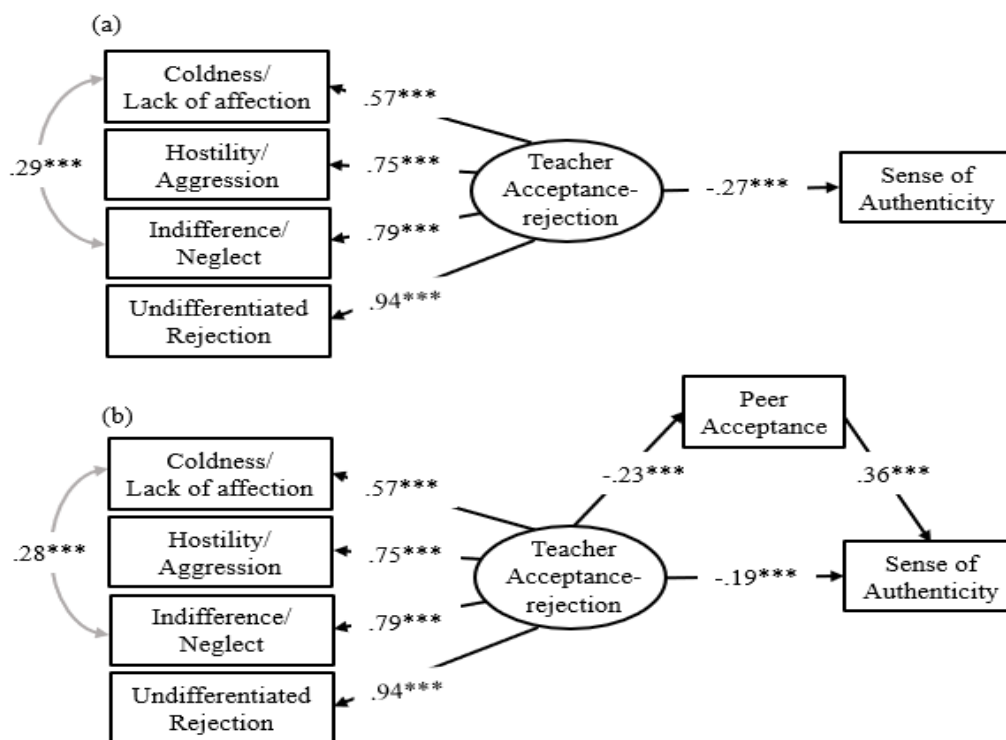 (a)
Coldness/
Lack of affection
Hostility/
Aggression
Indifference/
Neglect
Undifferentiated
Rejection
.29***
.57***
.75***
.79***
.94***
Teacher
Acceptance-
rejection
-.27***
Sense of
Authenticity
(b)
Coldness/
Lack of affection
Hostility/
Aggression
Indifference/
Neglect
Undifferentiated
Rejection
.28***
.57***
.75***
.79***
.94***
Teacher
Acceptance-
rejection
-.23***
Peer
Acceptance
.36***
-.19***
Sense of
Authenticity